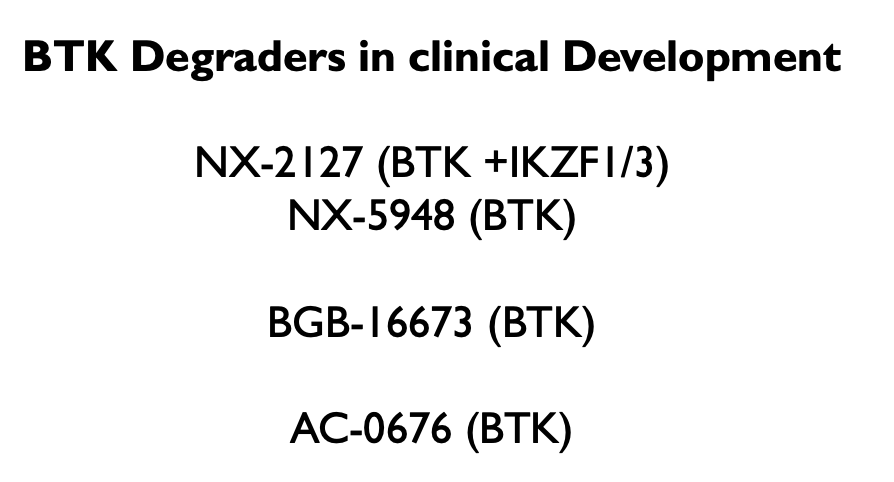 BTK Degraders in clinical Development
NX-2127 (BTK +IKZF1/3)
NX-5948 (BTK)
BGB-16673 (BTK)
AC-0676 (BTK)